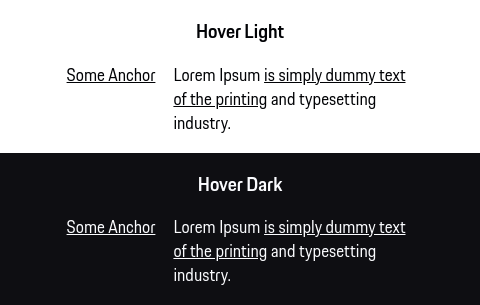 Hover Light
Some Anchor
Lorem Ipsum is simply dummy text
of the printing and typesetting
industry.
Hover Dark
Some Anchor
Lorem Ipsum is simply dummy text
of the printing and typesetting
industry.